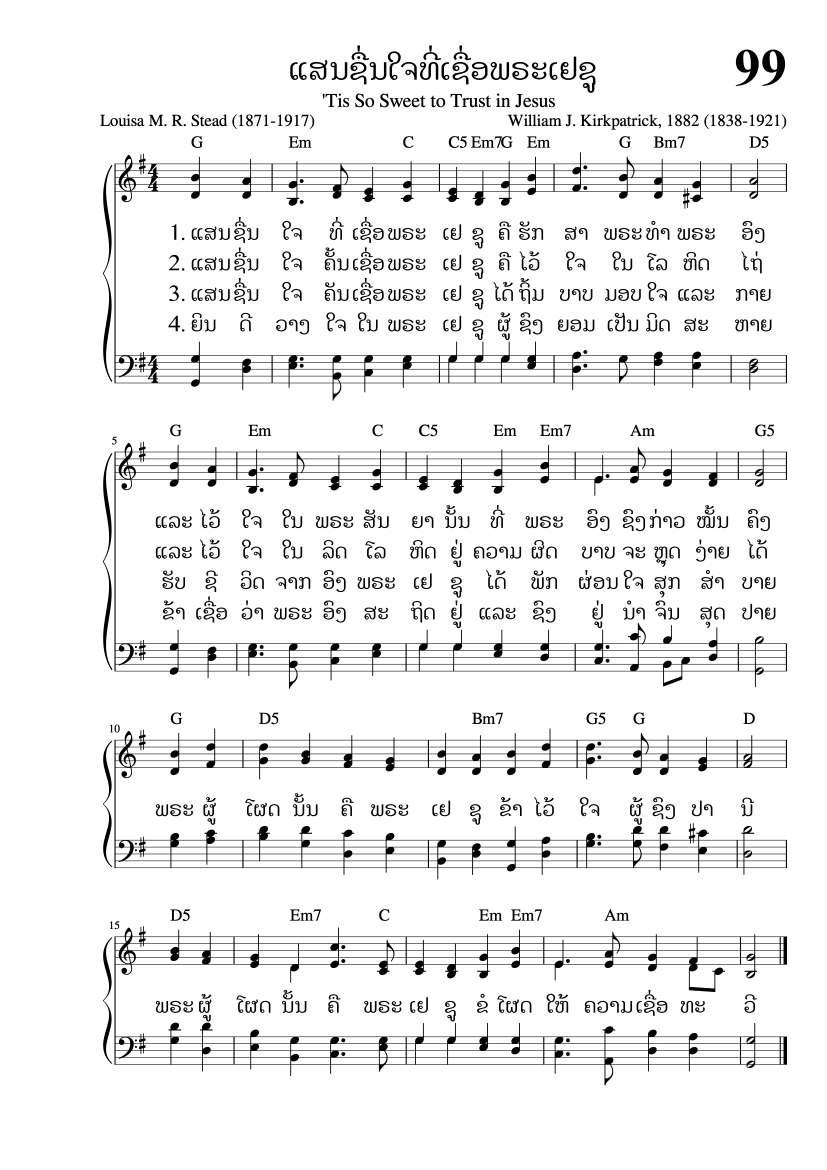 ແສນຊື່ນໃຈທີ່ເຊື່ອພຣະເຢຊູ
99
'Tis So Sweet to Trust in Jesus
Louisa M. R. Stead (1871-1917) William J. Kirkpatrick, 1882 (1838-1921)
G Em C C5 Em7 G Em G Bm7 D5
1. ແສນຊື່ນ ໃຈ ທີ່ ເຊື່ອພຣະ ເຢ ຊູ ຄື ຮັກ ສາ ພຣະທຳ ພຣະ ອົງ
2. ແສນຊື່ນ ໃຈ ຄັ້ນເຊື່ອພຣະ ເຢ ຊູ ຄື ໄວ້ ໃຈ ໃນ ໂລ ຫິດ ໄຖ່
3. ແສນຊື່ນ ໃຈ ຄັນເຊື່ອພຣະ ເຢ ຊູ ໄດ້ ຖິ້ມ ບາບ ມອບ ໃຈ ແລະ ກາຍ
4. ຍິນ ດີ ວາງ ໃຈ ໃນ ພຣະ ເຢ ຊູ ຜູ້ ຊົງ ຍອມ ເປັນ ມິດ ສະ ຫາຍ
5
G Em C C5 Em Em7 Am G5
ແລະ ໄວ້ ໃຈ ໃນ ພຣະ ສັນ ຍາ ນັ້ນ ທີ່ ພຣະ ອົງ ຊົງກ່າວ ໝັ້ນ ຄົງ
ແລະ ໄວ້ ໃຈ ໃນ ລິດ ໂລ ຫິດ ຢູ່ ຄວາມ ຜິດ ບາບ ຈະ ຫຼຸດ ງ່າຍ ໄດ້
ຮັບ ຊີ ວິດ ຈາກ ອົງ ພຣະ ເຢ ຊູ ໄດ້ ພັກ ຜ່ອນ ໃຈ ສຸກ ສຳ ບາຍ
ຂ້າ ເຊື່ອ ວ່າ ພຣະ ອົງ ສະ ຖິດ ຢູ່ ແລະ ຊົງ ຢູ່ ນຳ ຈົນ ສຸດ ປາຍ
10
G D5 Bm7 G5 G D
ພຣະ ຜູ້ ໂຜດ ນັ້ນ ຄື ພຣະ ເຢ ຊູ ຂ້າ ໄວ້ ໃຈ ຜູ້ ຊົງ ປາ ນີ
15
D5 Em7 C Em Em7 Am
ພຣະ ຜູ້ ໂຜດ ນັ້ນ ຄື ພຣະ ເຢ ຊູ ຂໍ ໂຜດ ໃຫ້ ຄວາມເຊື່ອ ທະ ວີ